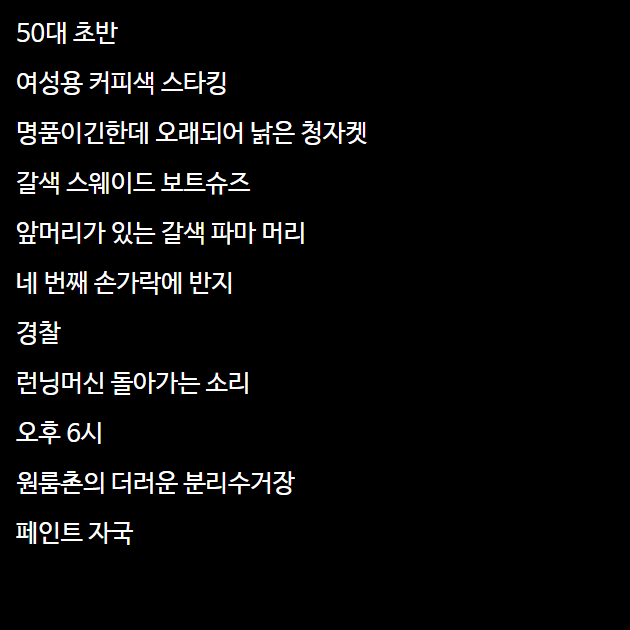 50대 초반
여성용 커피색 스타킹
명품이긴한데 오래되어 낡은 청자켓
갈색 스웨이드 보트슈즈
앞머리가 있는 갈색 파마 머리
네 번째 손가락에 반지
경찰
런닝머신 돌아가는 소리
오후 6시
원룸촌의 더러운 분리수거장
페인트 자국